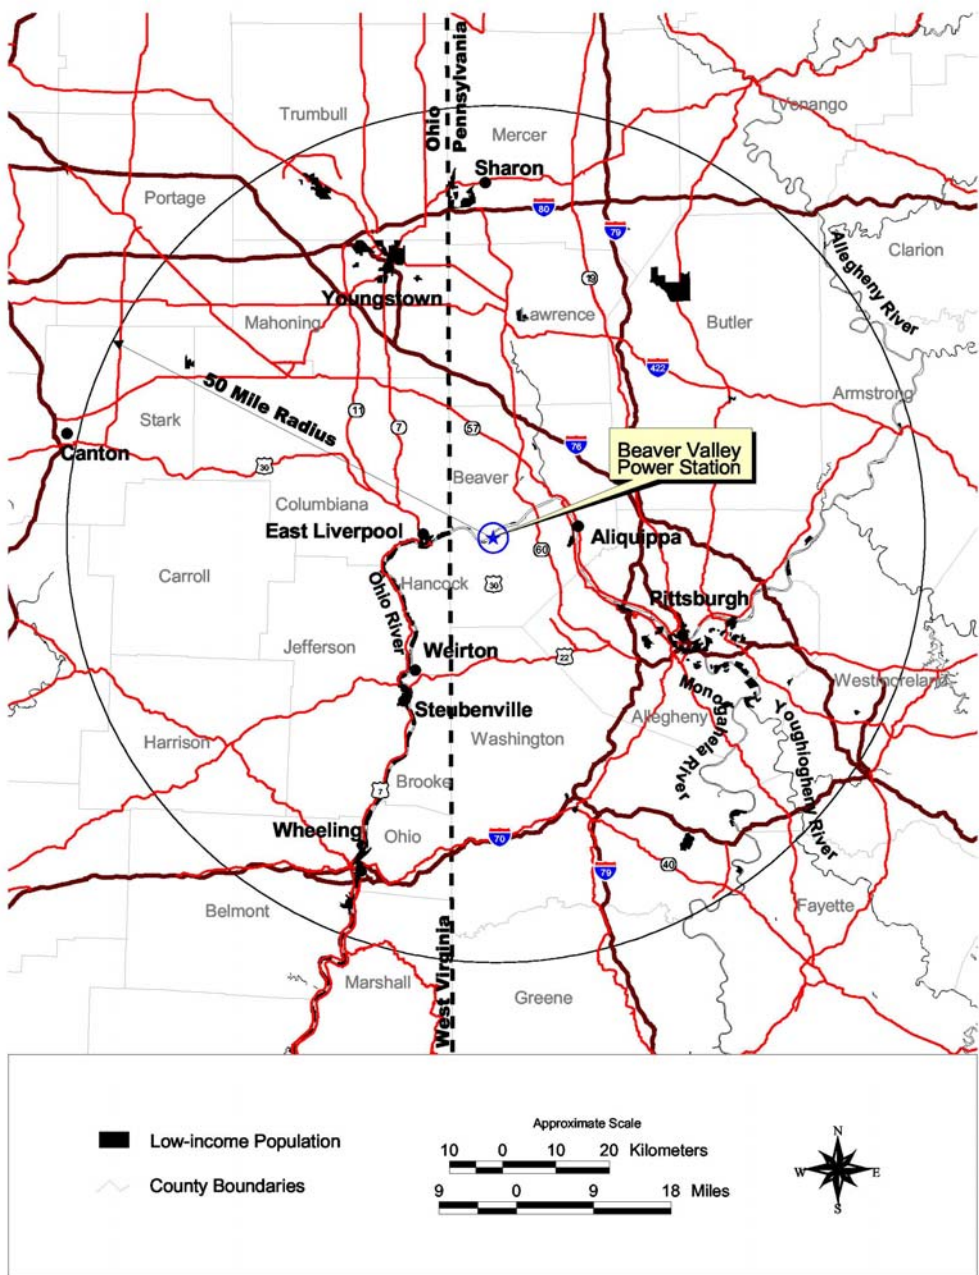 Ohio
Pennsylvania
Venango
Trumbull
Mercer
Sharon
Portage
80
79
Clarion
Allegheny River
19
Youngstown
Lawrence
Mahoning
Butler
422
50 Mile Radius
Armstrong
Stark
11
7
57
76
Canton
30
Beaver Valley
Power Station
Beaver
Columbiana
East Liverpool
Aliquippa
60
Carroll
Hancock
30
Ohio River
Pittsburgh
Jefferson
Weirton
22
Westmoreland
Steubenville
Monogahela River
Allegheny
Youghiogheny River
Harrison
Washington
Brooke
7
Wheeling
Ohio
70
79
40
Belmont
Fayette
West Virginia
Marshall
Greene
Low-income Population
County Boundaries
Approximate Scale
10 0 10 20 Kilometers
9 0 9 18 Miles
N
W E
S